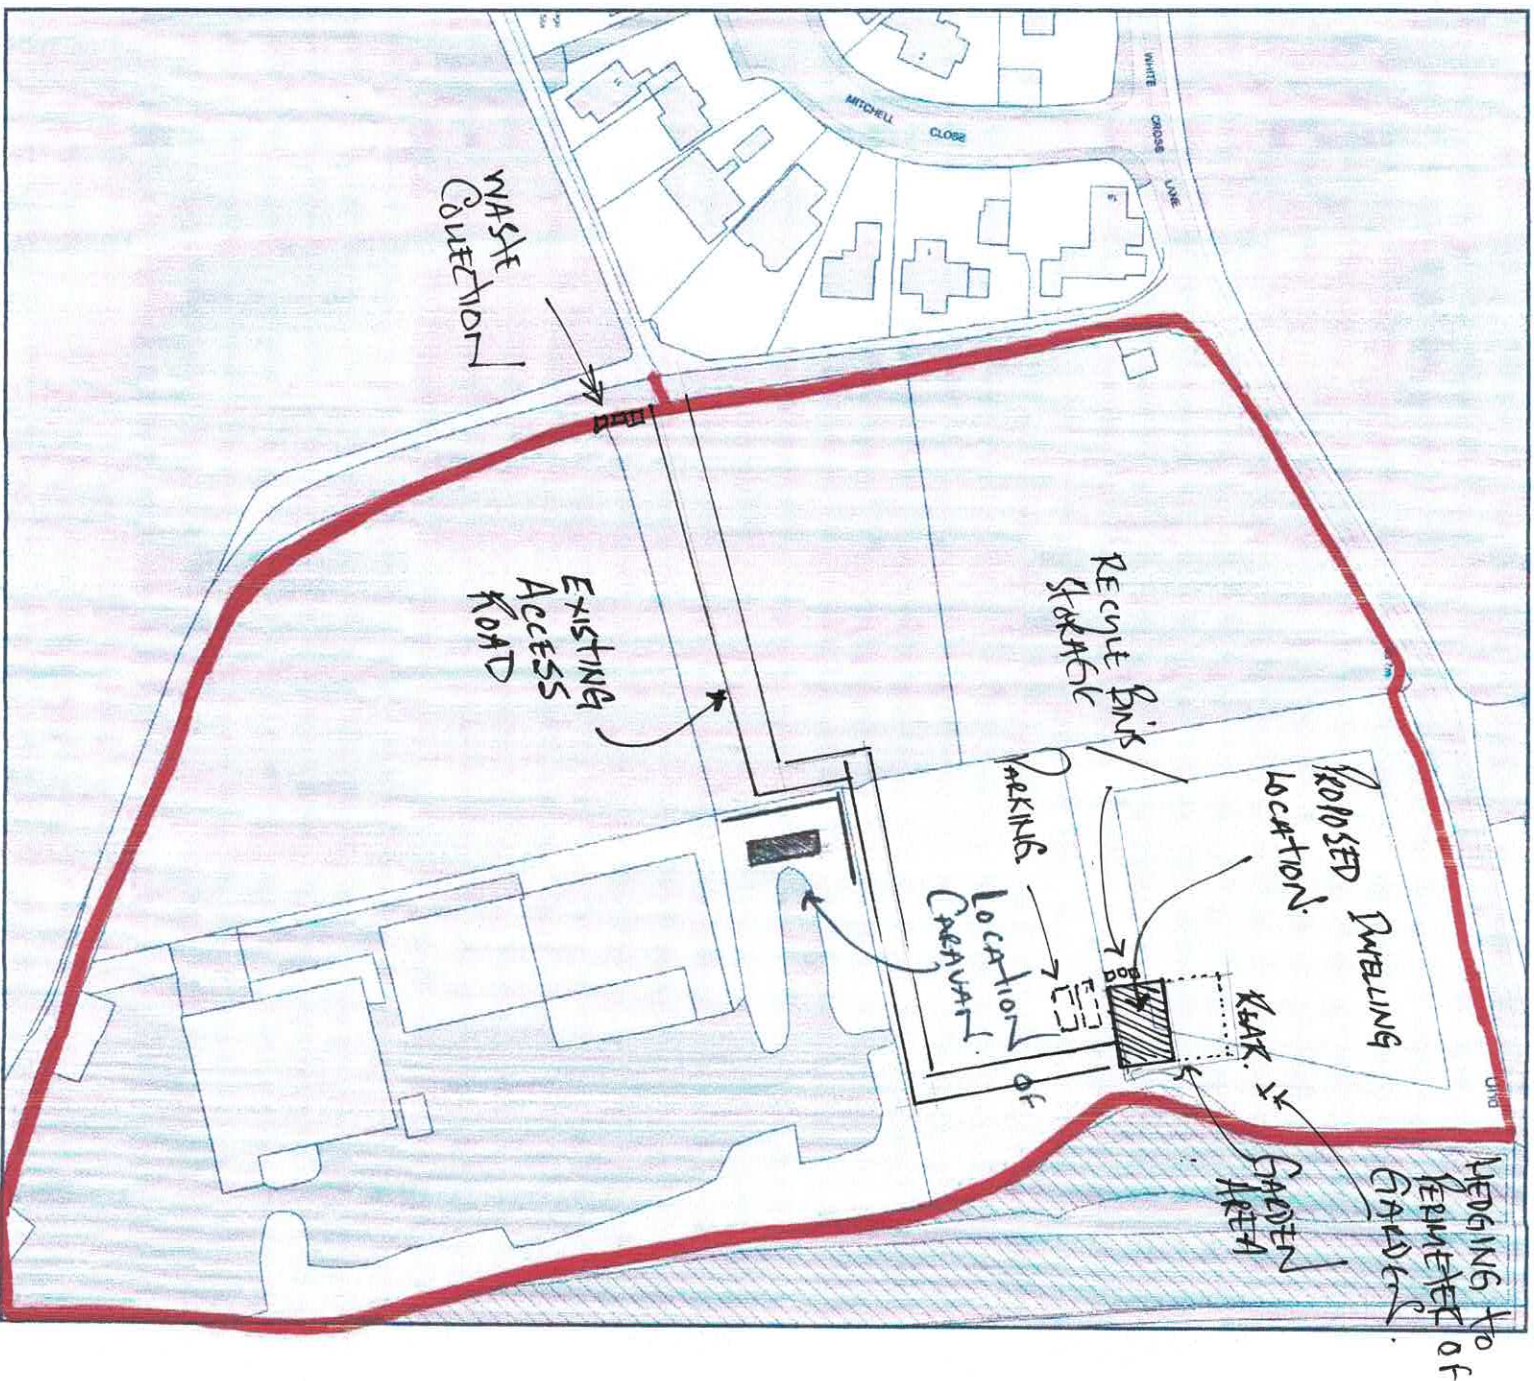 WHITE CROSS LANE
MITCHELL CLOSE
WASTE
COLLECTION
EXISTING
ACCESS
ROAD
RECYLE BINS
STORAGE
PARKING
LOCATION OF
CARAVAN.
PROPOSED DWELLING
LOCATION.
REAR.
GARDEN
AREA
HEDGING to
PERIMETER OF
GARDEN.